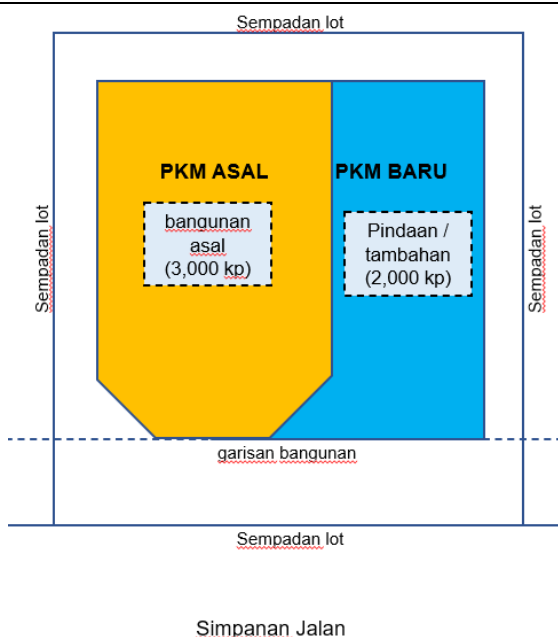 Sempadan lot
PKM ASAL
PKM BARU
bangunan
asal
(3,000 kp)
Pindaan /
tambahan
(2,000 kp)
Sempadan lot
Sempadan lot
garisan bangunan
Sempadan lot
Simpanan Jalan